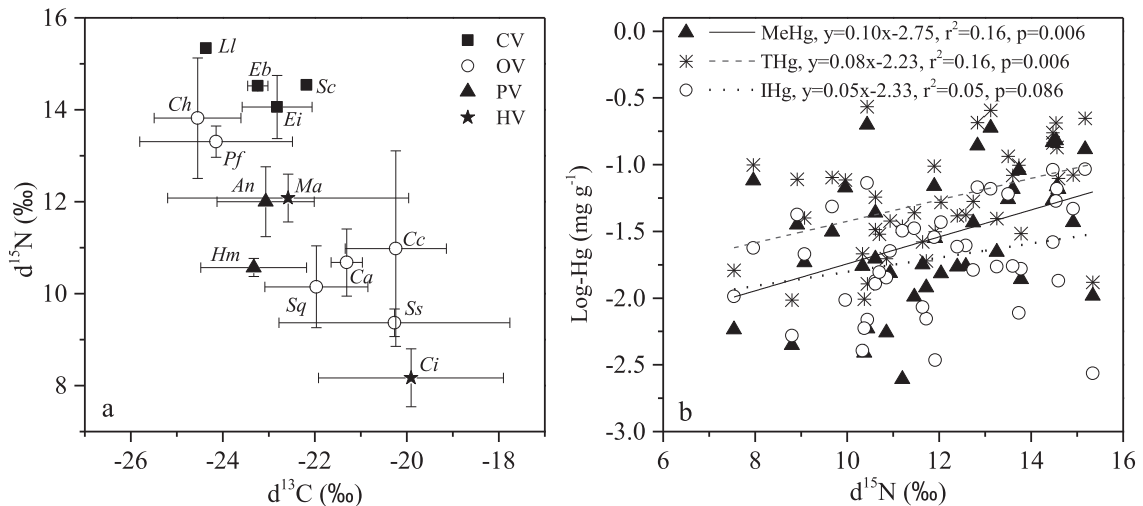 16
14
12
10
8
d¹⁵N (‰)
-26
-24
-22
-20
-18
d¹³C (‰)
a
Ll
Eb
Sc
Ch
Ei
Pf
An
Ma
Hm
Cc
Ca
Sq
Ss
Ci
CV
OV
PV
HV
-0.0
-0.5
-1.0
-1.5
-2.0
-2.5
-3.0
Log-Hg (mg g⁻¹)
6
8
10
12
14
16
d¹⁵N (‰)
b
MeHg, y=0.10x-2.75, r²=0.16, p=0.006
THg, y=0.08x-2.23, r²=0.16, p=0.006
IHg, y=0.05x-2.33, r²=0.05, p=0.086